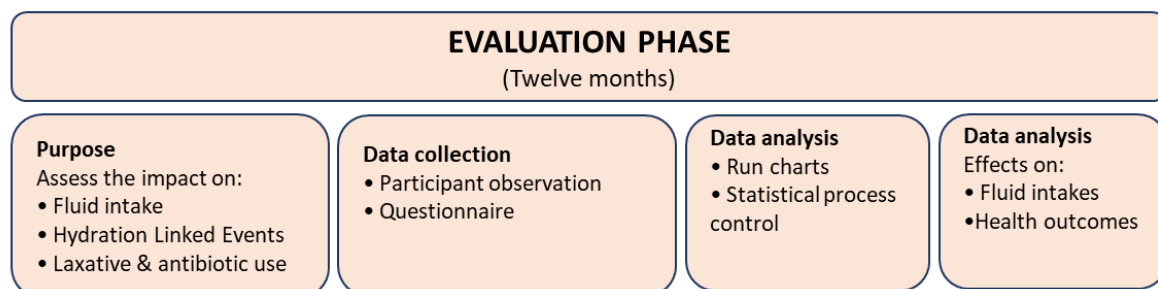 EVALUATION PHASE
(Twelve months)
Purpose
Assess the impact on:
• Fluid intake
• Hydration Linked Events
• Laxative & antibiotic use
Data collection
• Participant observation
• Questionnaire
Data analysis
• Run charts
• Statistical process
control
Data analysis
Effects on:
• Fluid intakes
•Health outcomes